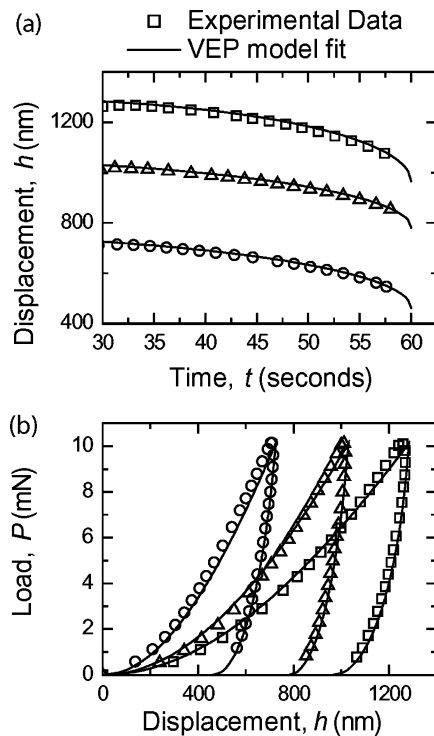 (a)
Experimental Data
VEP model fit
Displacement, h (nm)
1200
800
400
30 35 40 45 50 55 60
Time, t (seconds)
(b)
Load, P (mN)
10
8
6
4
2
0
0 400 800 1200
Displacement, h (nm)